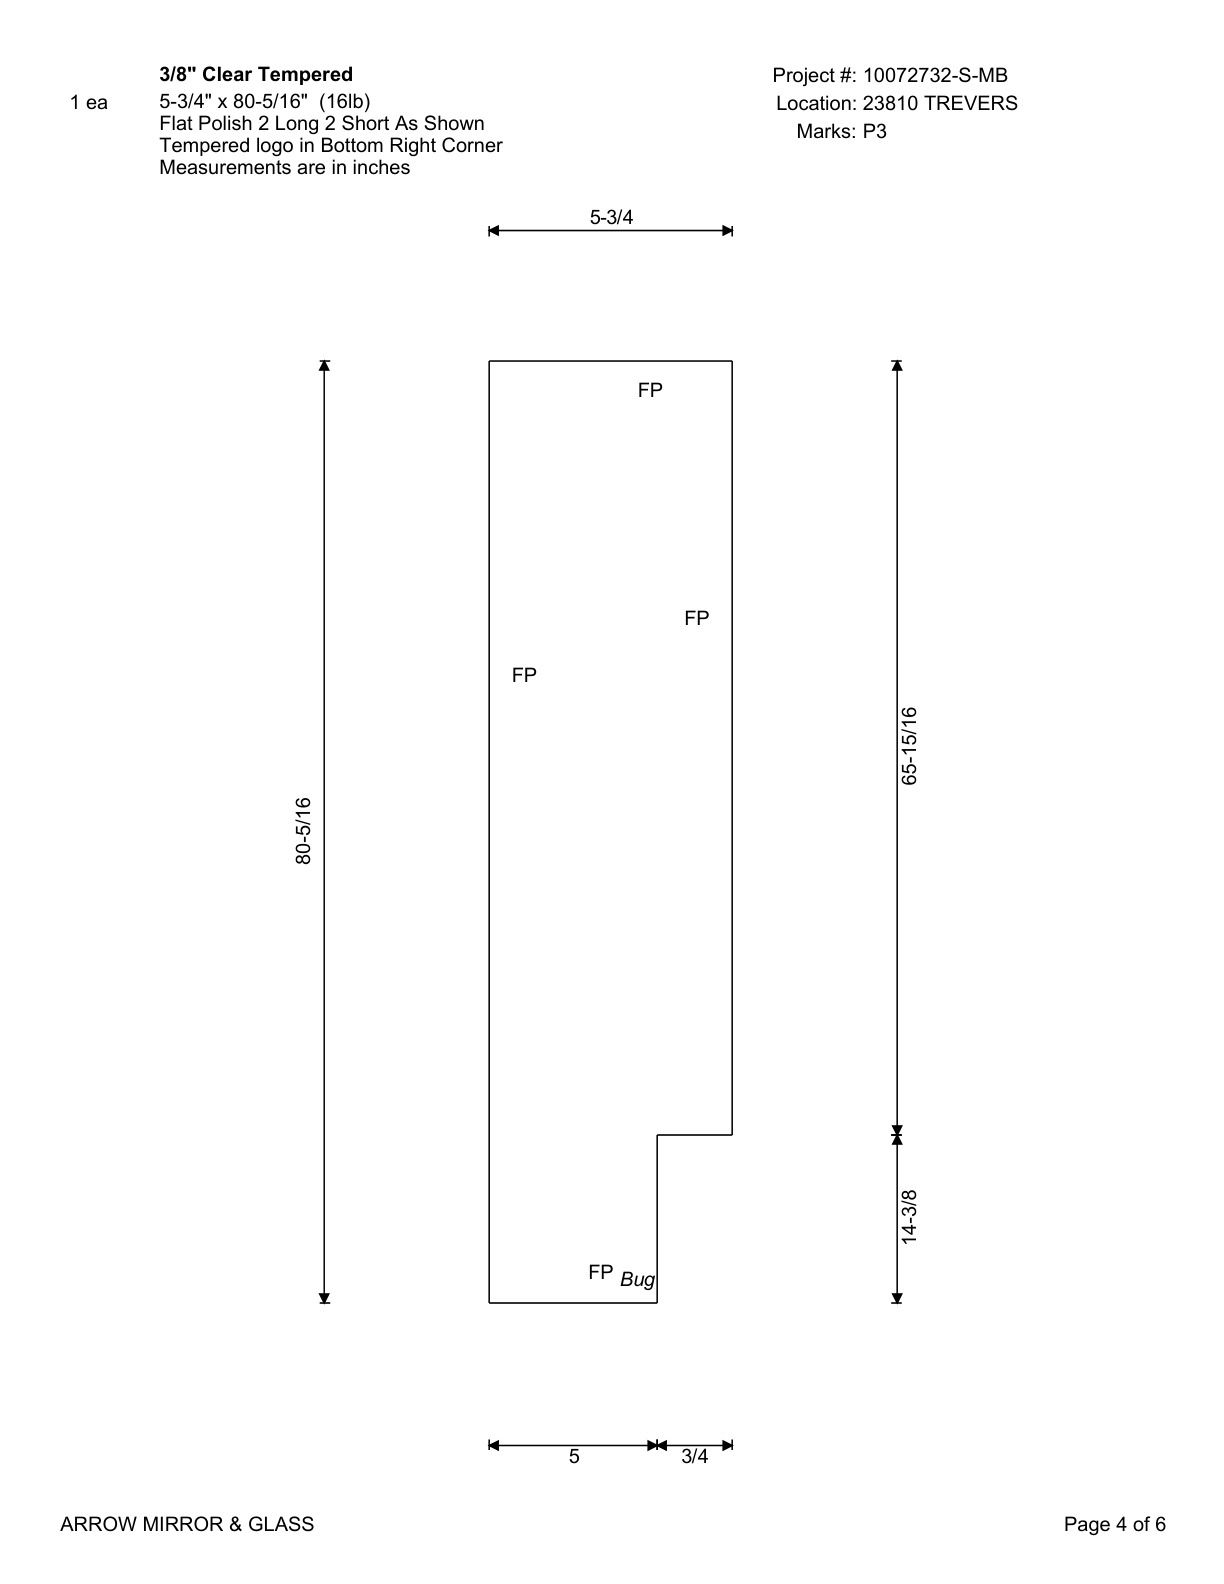 3/8" Clear Tempered
1 ea
5-3/4" x 80-5/16" (16lb)
Flat Polish 2 Long 2 Short As Shown
Tempered logo in Bottom Right Corner
Measurements are in inches
Project #: 10072732-S-MB
Location: 23810 TREVERS
Marks: P3
5-3/4
FP
FP
FP
65-15/16
80-5/16
14-3/8
FP Bug
5
3/4
ARROW MIRROR & GLASS
Page 4 of 6